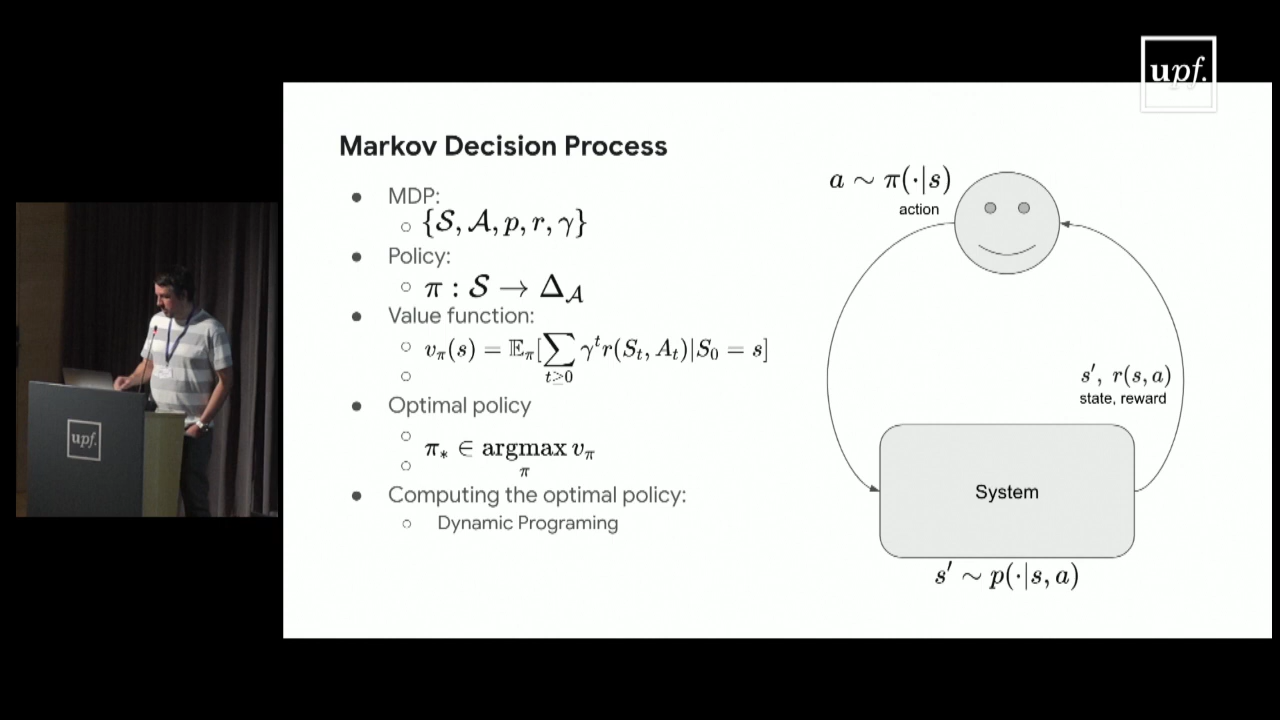 upf.
Markov Decision Process
● MDP:
○ {𝒮, 𝒜, p, r, γ}
● Policy:
○ π : 𝒮 → Δ_𝒜
● Value function:
○ v_π(s) = 𝔼_π[∑_{t≥0} γ^t r(S_t, A_t)|S_0 = s]
○
● Optimal policy
○ π_* ∈ argmax_π v_π
○
● Computing the optimal policy:
○ Dynamic Programing
a ∼ π(·|s)
action
s′, r(s, a)
state, reward
System
s′ ∼ p(·|s, a)
upf.